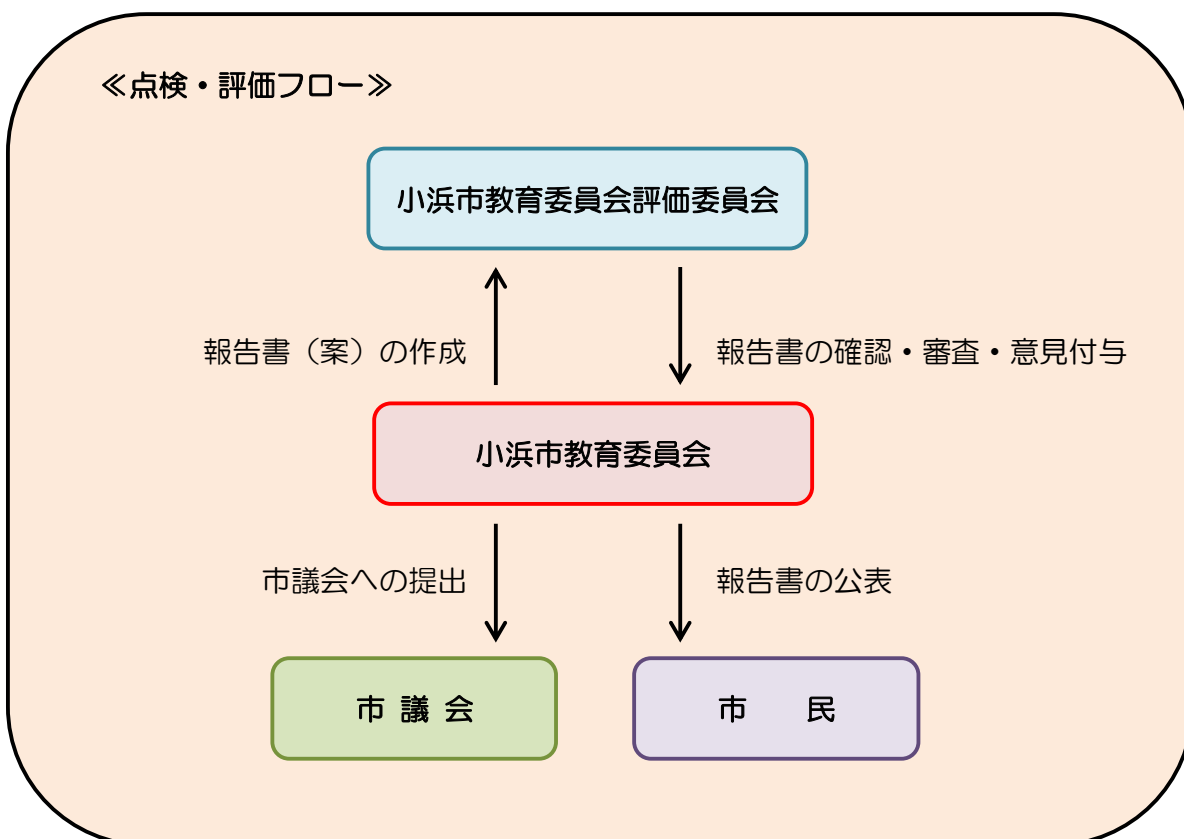 ≪点検・評価フロー≫
小浜市教育委員会評価委員会
報告書（案）の作成
報告書の確認・審査・意見付与
小浜市教育委員会
市議会への提出
報告書の公表
市 議 会
市　　民